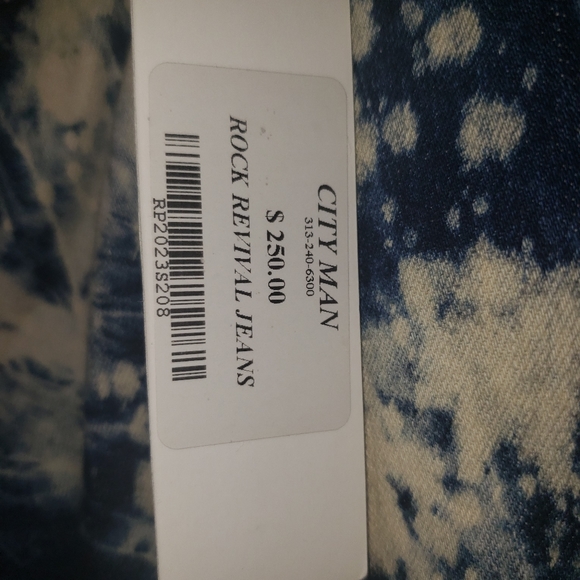 CITY MAN
313-240-6300
$ 250.00
ROCK REVIVAL JEANS
RP2023S208